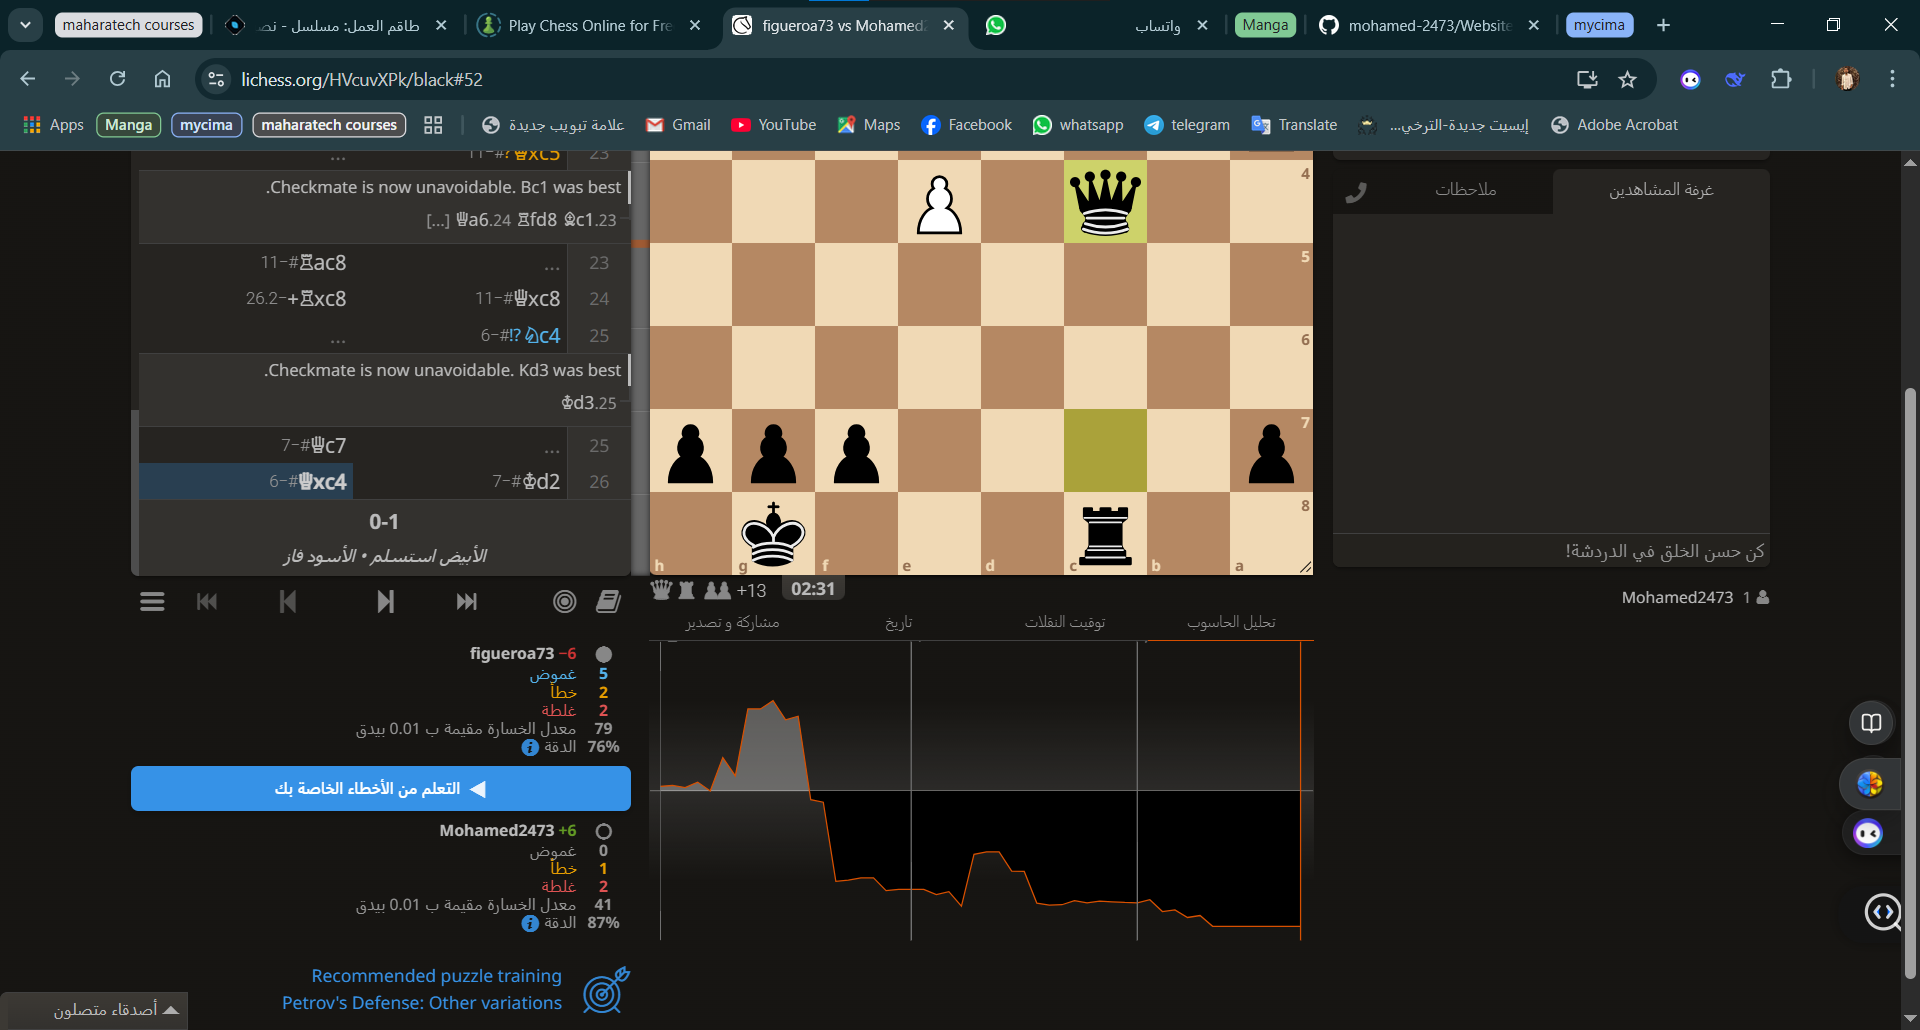 maharatech courses
طاقم العمل: مسلسل - نص
Play Chess Online for Fre
figueroa73 vs Mohamed2
واتساب
Manga
mohamed-2473/Website
mycima
lichess.org/HVcuvXPk/black#52
Apps
Manga
mycima
maharatech courses
علامة تبويب جديدة
Gmail
YouTube
Maps
Facebook
whatsapp
telegram
Translate
إيسيت جديدة-الترخي...
Adobe Acrobat
23 ♕xc5?! #−11 ...
Checkmate is now unavoidable. Bc1 was best.
23.♗c1 ♖fd8 24.♕a6 [...]
23 ... ♖ac8 #−11
24 ♕xc8 #−11 ♖xc8+ −26.2
25 ♘c4!? #−6 ...
Checkmate is now unavoidable. Kd3 was best.
25.♔d3
25 ... ♕c7 #−7
26 ♔d2 #−7 ♕xc4 #−6
0-1
الأبيض استسلم • الأسود فاز
4
5
6
7
8
h g f e d c b a
+13
02:31
غرفة المشاهدين
ملاحظات
كن حسن الخلق في الدردشة!
1 Mohamed2473
تحليل الحاسوب
توقيت النقلات
تاريخ
مشاركة و تصدير
figueroa73 −6
5 غموض
2 خطأ
2 غلطة
79 معدل الخسارة مقيمة ب 0.01 بيدق
76% الدقة
التعلم من الأخطاء الخاصة بك
Mohamed2473 +6
0 غموض
1 خطأ
2 غلطة
41 معدل الخسارة مقيمة ب 0.01 بيدق
87% الدقة
Recommended puzzle training
Petrov's Defense: Other variations
أصدقاء متصلون